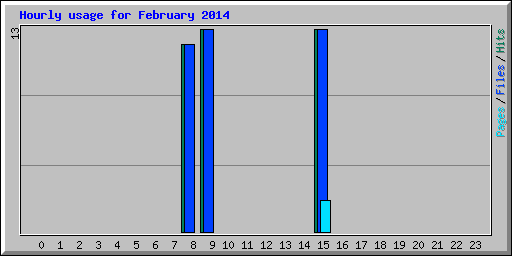 Hourly usage for February 2014
13
Pages/Files/Hits
0 1 2 3 4 5 6 7 8 9 10 11 12 13 14 15 16 17 18 19 20 21 22 23